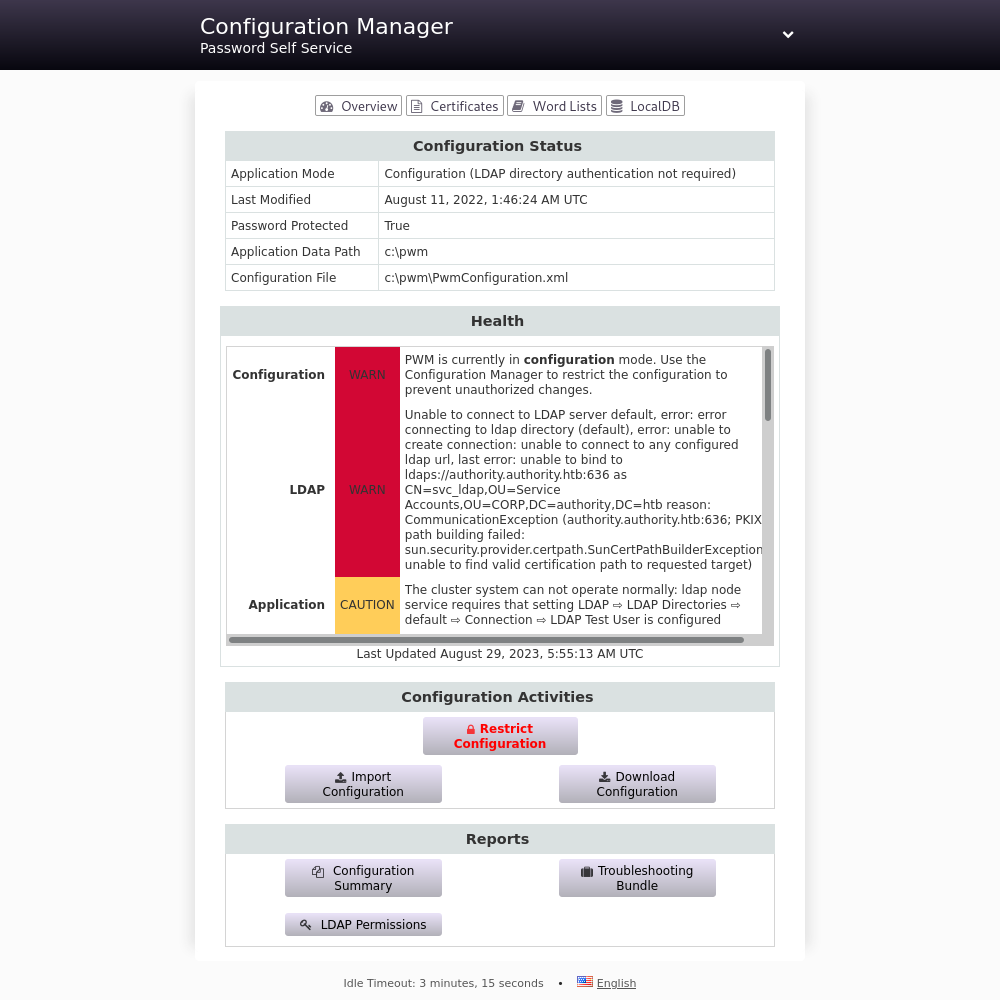 Configuration Manager
Password Self Service
Overview Certificates Word Lists LocalDB
Configuration Status
Application Mode Configuration (LDAP directory authentication not required)
Last Modified August 11, 2022, 1:46:24 AM UTC
Password Protected True
Application Data Path c:\pwm
Configuration File c:\pwm\PwmConfiguration.xml
Health
Configuration WARN PWM is currently in configuration mode. Use the
Configuration Manager to restrict the configuration to
prevent unauthorized changes.
LDAP WARN Unable to connect to LDAP server default, error: error
connecting to ldap directory (default), error: unable to
create connection: unable to connect to any configured
ldap url, last error: unable to bind to
ldaps://authority.authority.htb:636 as
CN=svc_ldap,OU=Service
Accounts,OU=CORP,DC=authority,DC=htb reason:
CommunicationException (authority.authority.htb:636; PKIX
path building failed:
sun.security.provider.certpath.SunCertPathBuilderException
unable to find valid certification path to requested target)
Application CAUTION The cluster system can not operate normally: ldap node
service requires that setting LDAP ⇨ LDAP Directories ⇨
default ⇨ Connection ⇨ LDAP Test User is configured
Last Updated August 29, 2023, 5:55:13 AM UTC
Configuration Activities
Restrict
Configuration
Import
Configuration
Download
Configuration
Reports
Configuration
Summary
Troubleshooting
Bundle
LDAP Permissions
Idle Timeout: 3 minutes, 15 seconds • English